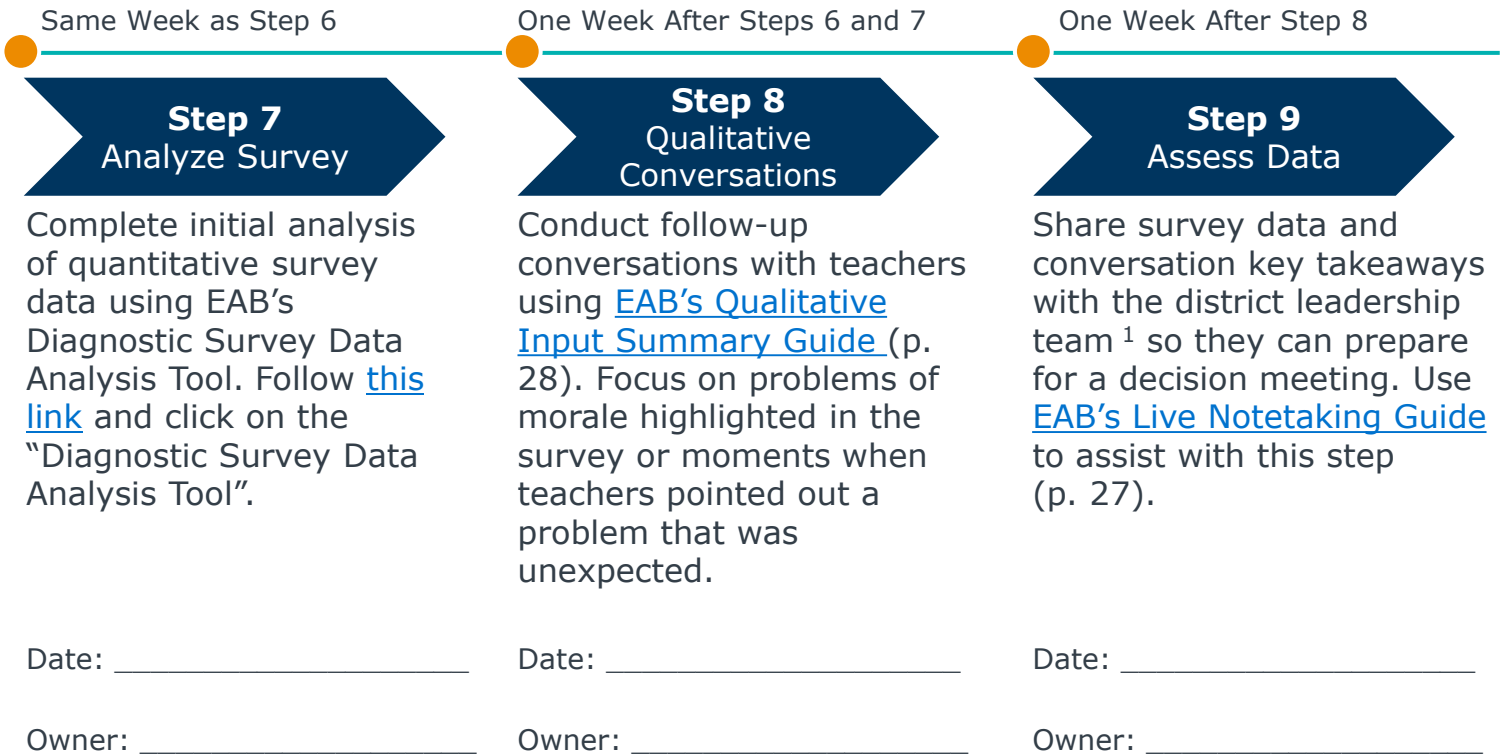 Same Week as Step 6
One Week After Steps 6 and 7
One Week After Step 8
Step 7
Analyze Survey
Step 8
Qualitative
Conversations
Step 9
Assess Data
Complete initial analysis
of quantitative survey
data using EAB’s
Diagnostic Survey Data
Analysis Tool. Follow this
link and click on the
“Diagnostic Survey Data
Analysis Tool”.
Conduct follow-up
conversations with teachers
using EAB’s Qualitative
Input Summary Guide (p.
28). Focus on problems of
morale highlighted in the
survey or moments when
teachers pointed out a
problem that was
unexpected.
Share survey data and
conversation key takeaways
with the district leadership
team 1 so they can prepare
for a decision meeting. Use
EAB’s Live Notetaking Guide
to assist with this step
(p. 27).
Date: _____________________
Date: _____________________
Date: _____________________
Owner: ____________________
Owner: ____________________
Owner: ____________________